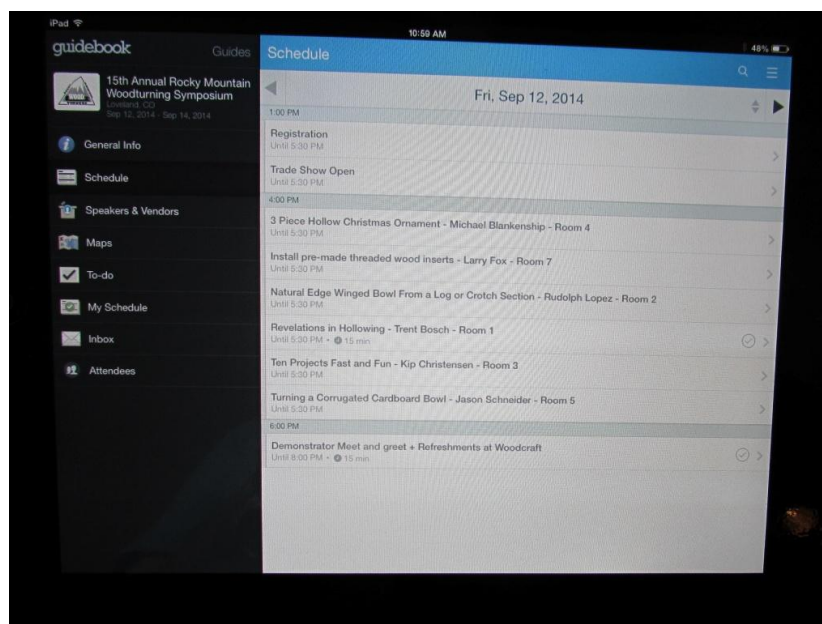 iPad
10:59 AM
48%
guidebook
Guides
15th Annual Rocky Mountain
Woodturning Symposium
Loveland, CO
Sep 12, 2014 - Sep 14, 2014
General Info
Schedule
Speakers & Vendors
Maps
To-do
My Schedule
Inbox
Attendees
Schedule
Fri, Sep 12, 2014
1:00 PM
Registration
Until 5:30 PM
Trade Show Open
Until 5:30 PM
4:00 PM
3 Piece Hollow Christmas Ornament - Michael Blankenship - Room 4
Until 5:30 PM
Install pre-made threaded wood inserts - Larry Fox - Room 7
Until 5:30 PM
Natural Edge Winged Bowl From a Log or Crotch Section - Rudolph Lopez - Room 2
Until 5:30 PM
Revelations in Hollowing - Trent Bosch - Room 1
Until 5:30 PM • 15 min
Ten Projects Fast and Fun - Kip Christensen - Room 3
Until 5:30 PM
Turning a Corrugated Cardboard Bowl - Jason Schneider - Room 5
Until 5:30 PM
6:00 PM
Demonstrator Meet and greet + Refreshments at Woodcraft
Until 8:00 PM • 15 min